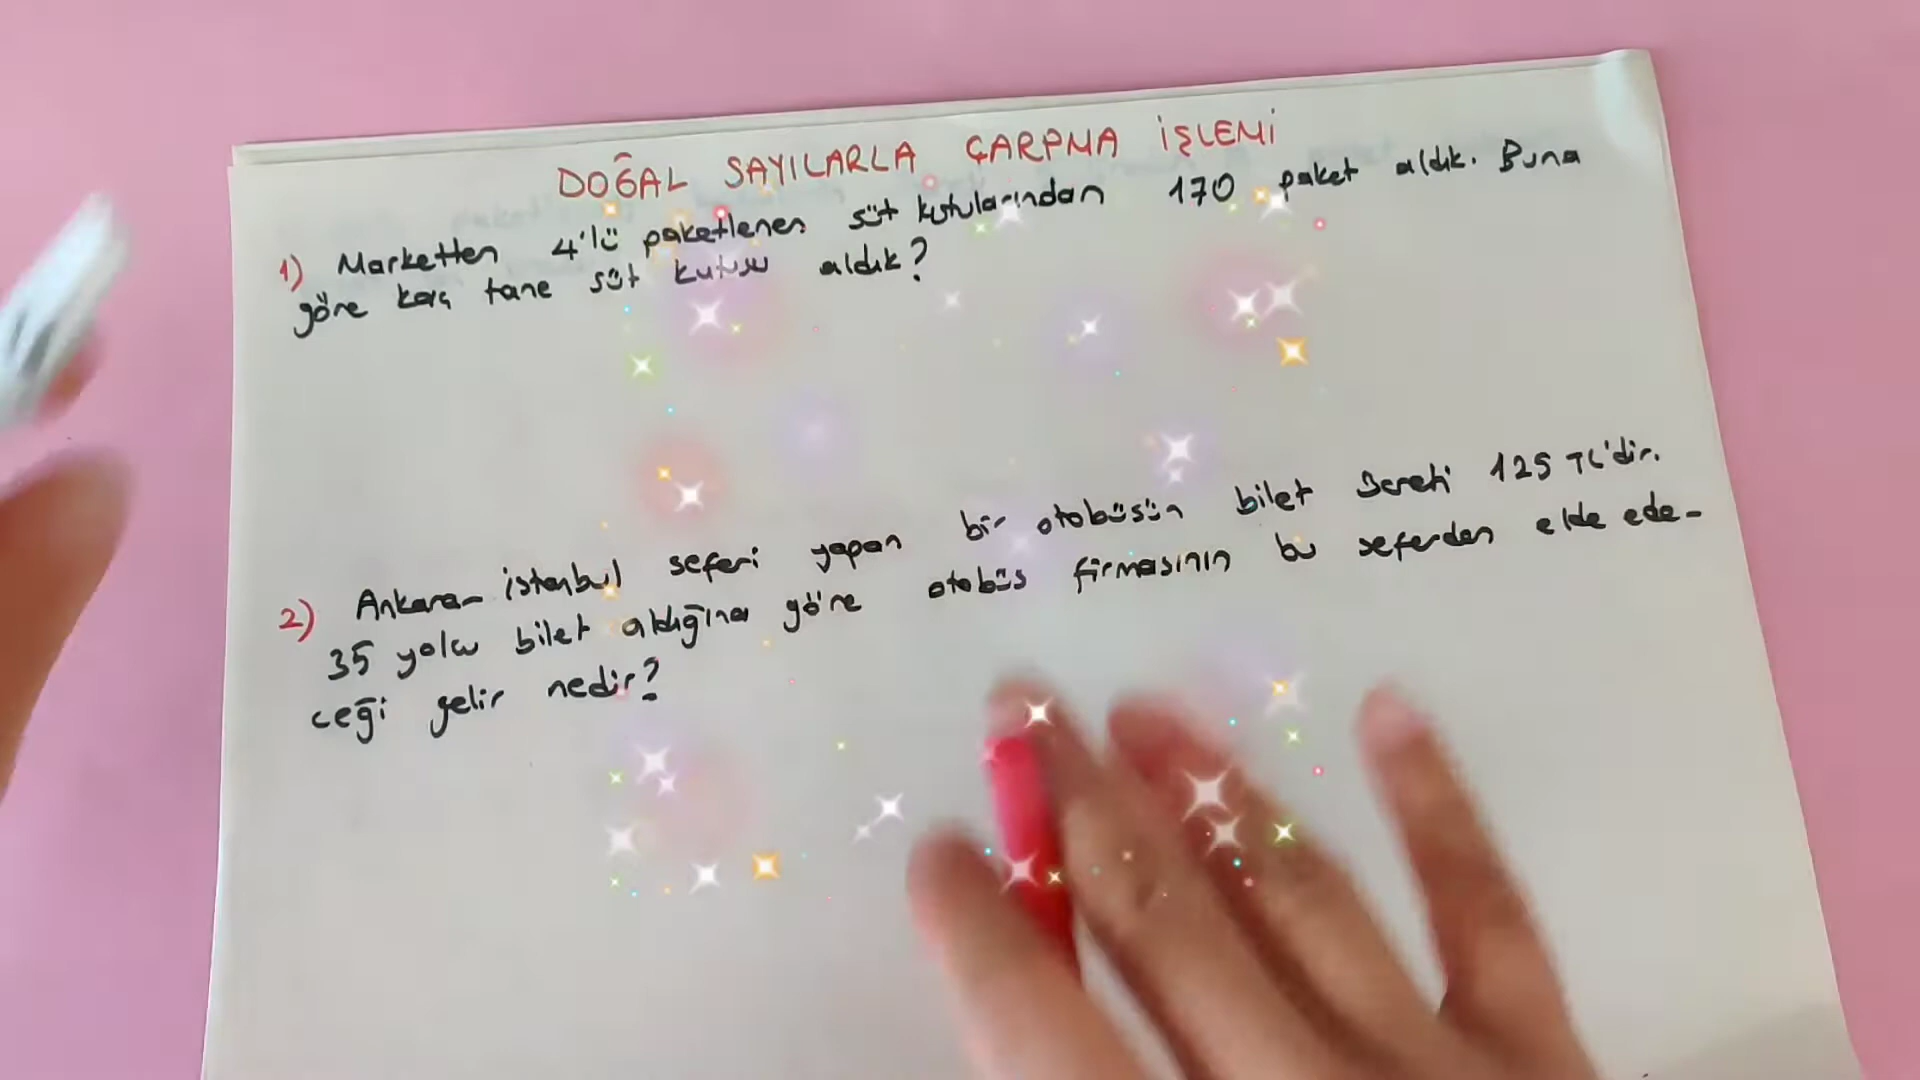 DOĞAL SAYILARLA ÇARPMA İŞLEMİ
1) Marketten 4'lü paketlenen süt kutularından 170 paket aldık. Buna
göre kaç tane süt kutusu aldık?
2) Ankara-İstanbul seferi yapan bir otobüsün bilet ücreti 125 TL'dir.
35 yolcu bilet aldığına göre otobüs firmasının bu seferden elde ede-
ceği gelir nedir?